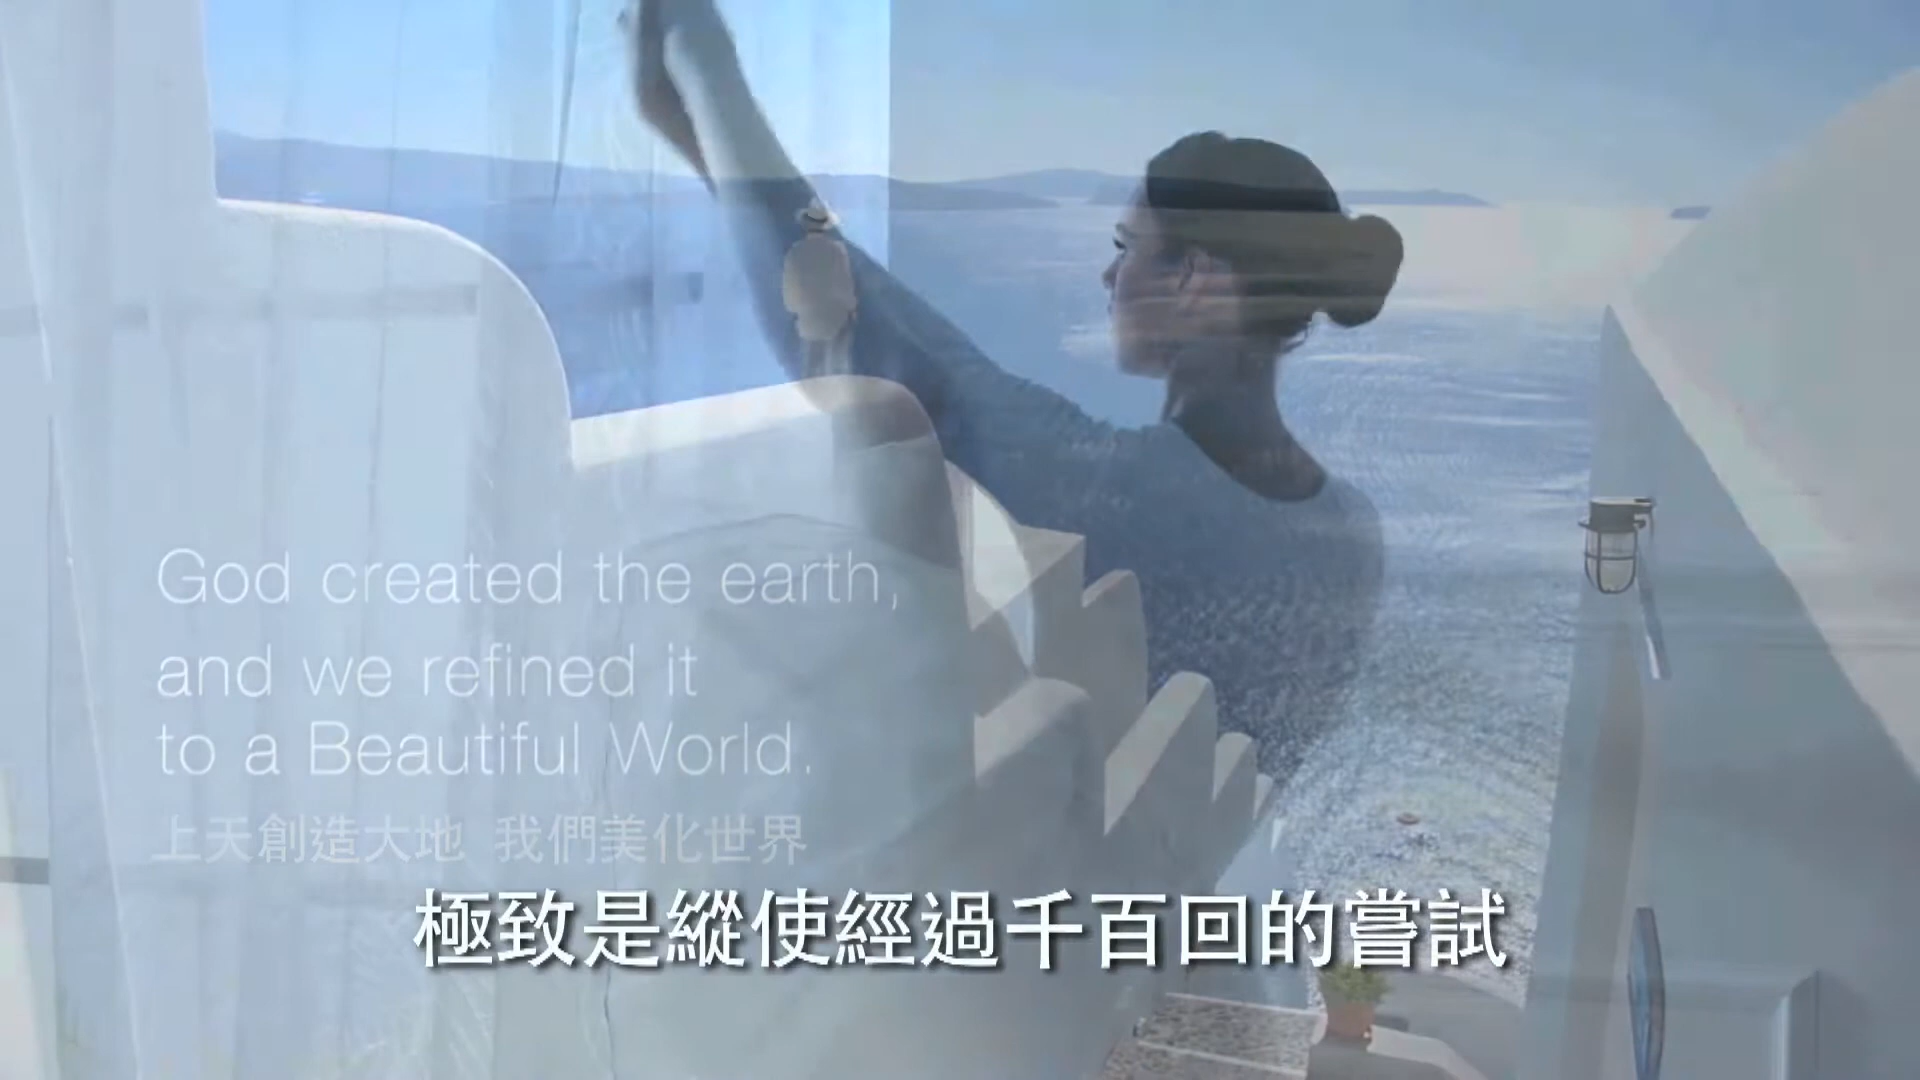 God created the earth,
and we refined it
to a Beautiful World.
上天創造大地 我們美化世界
極致是縱使經過千百回的嘗試